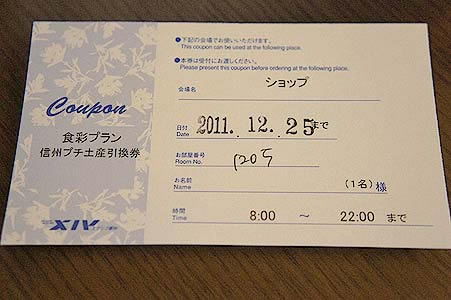 Coupon
食彩プラン
信州プチ土産引換券
XIV
●下記の会場でお使いいただけます。
This coupon can be used at the following place.
●本券は受付にお渡しください。
Please present this coupon before ordering at the following place.
会場名
ショップ
日付
Date
2011.12.25まで
お部屋番号
Room No.
1205
お名前
Name
(1名)様
時間
Time
8:00 ～ 22:00 まで